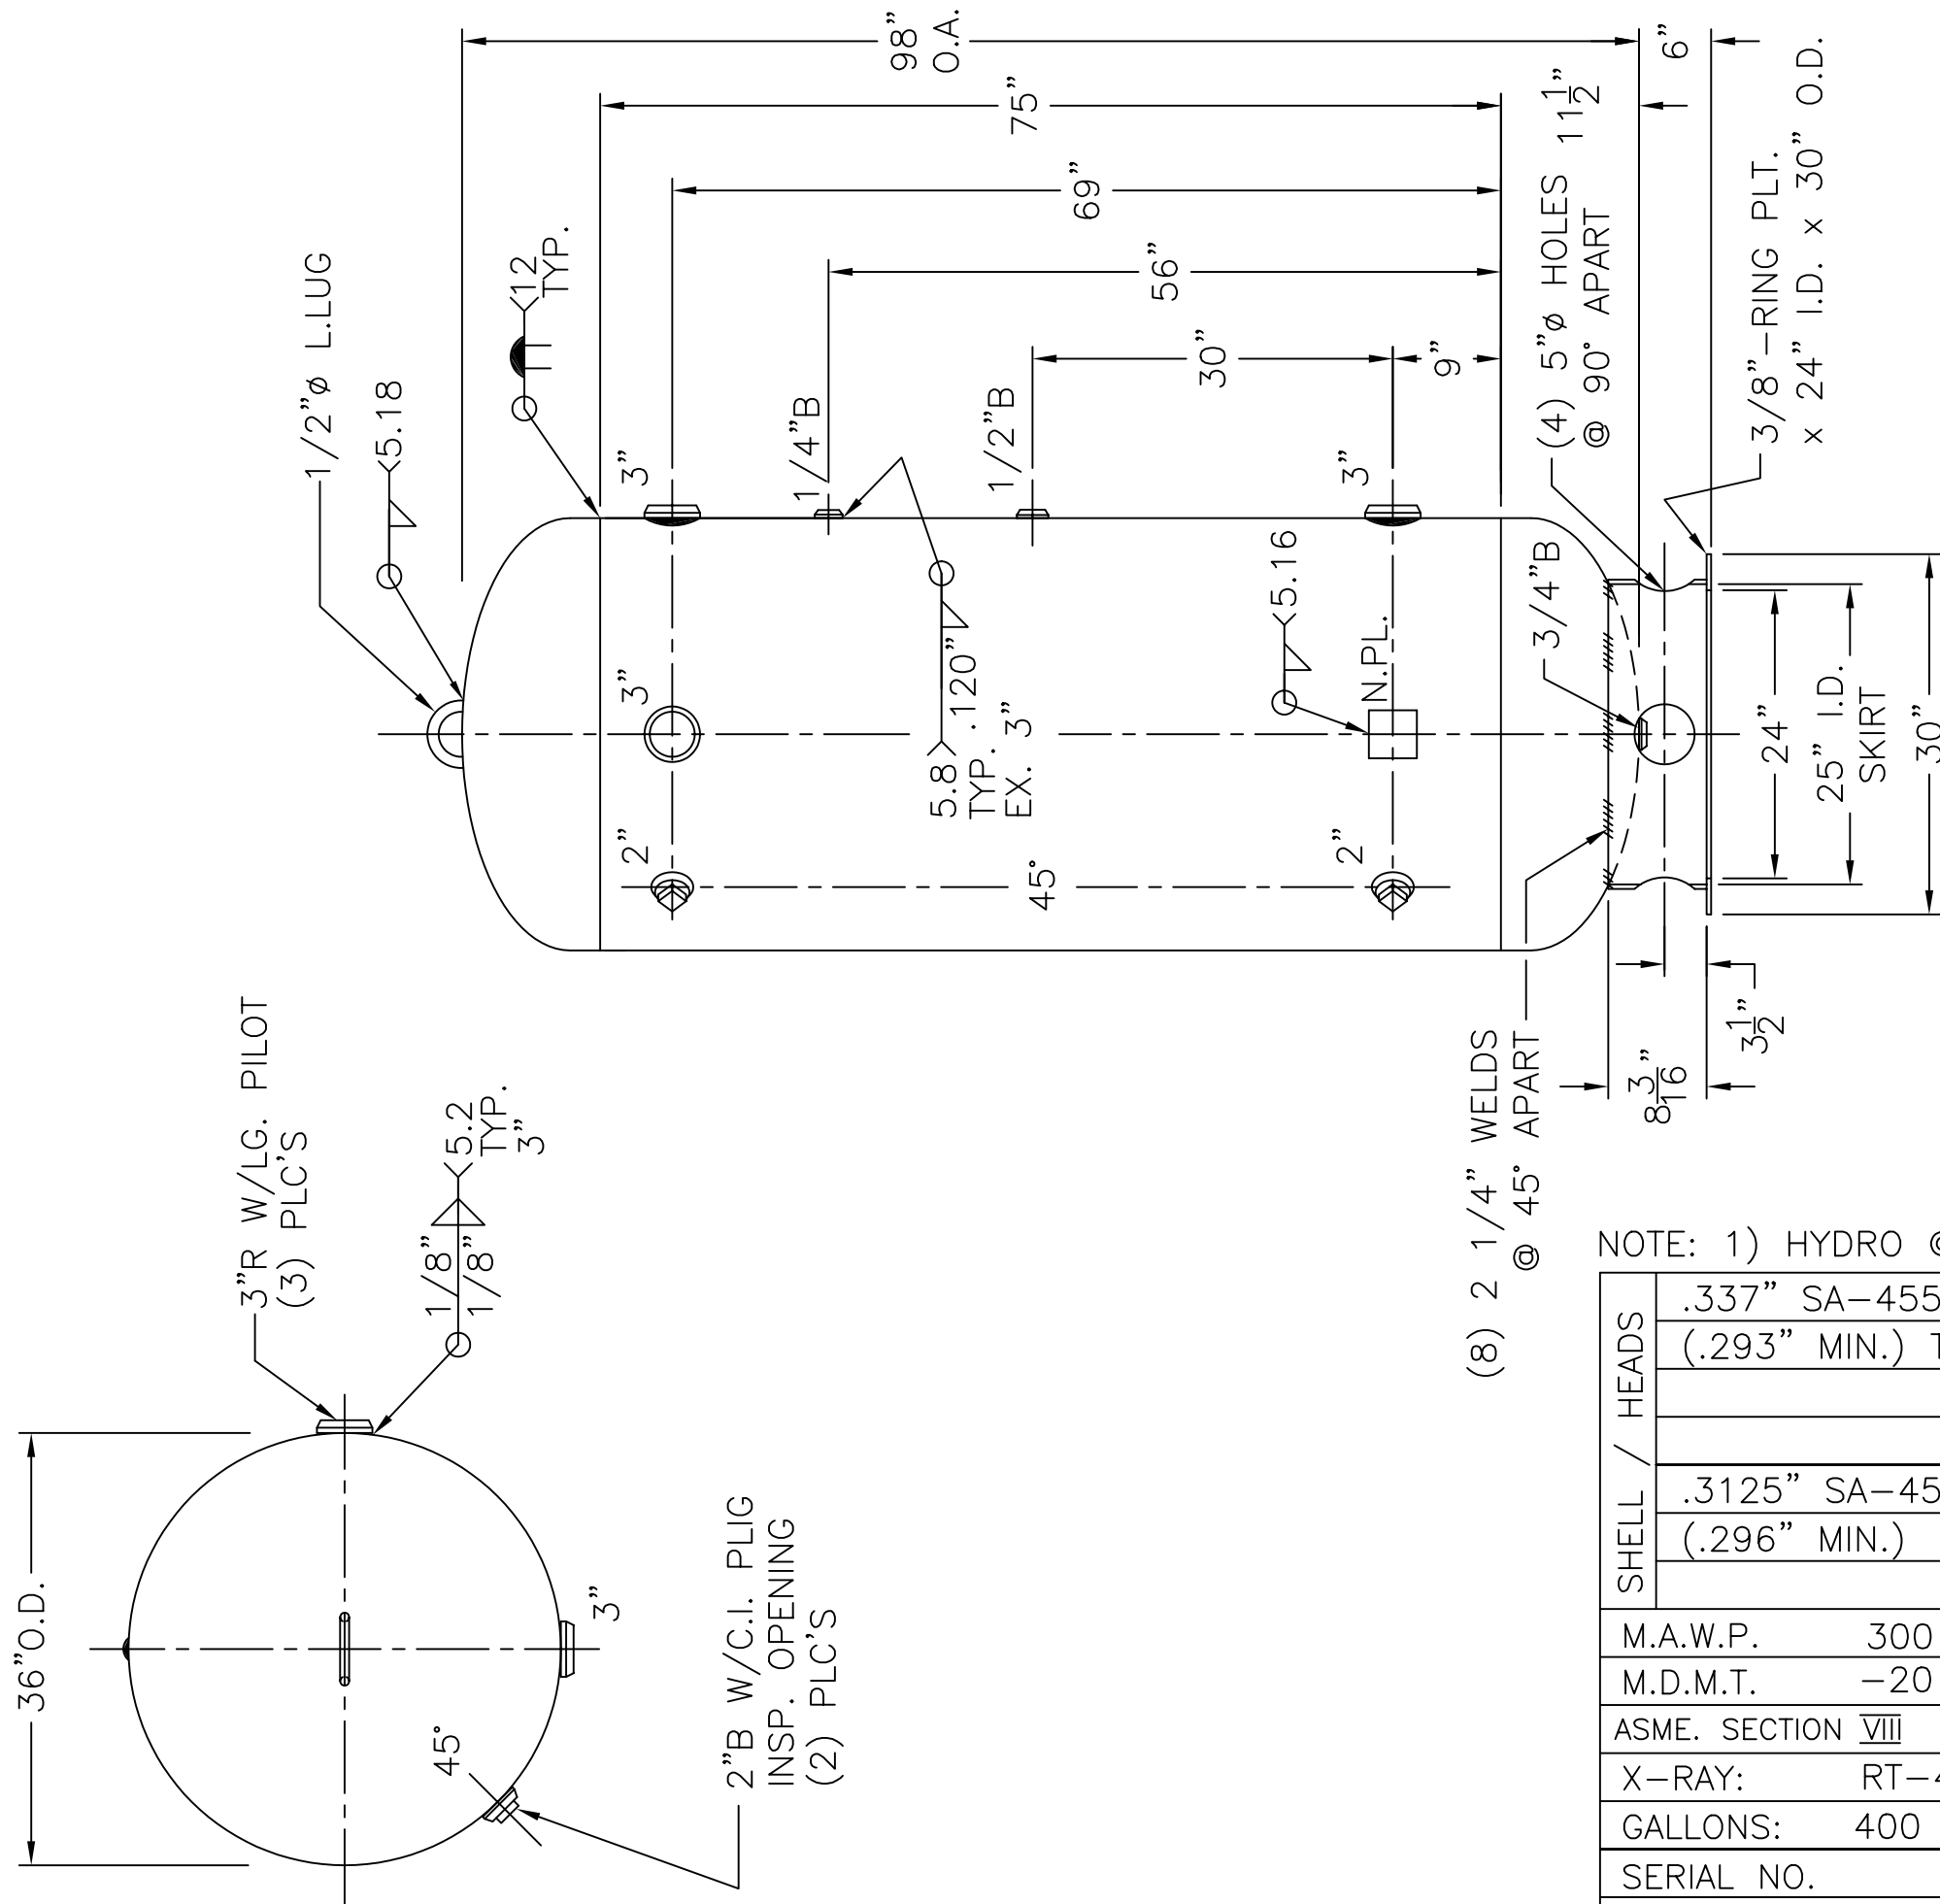 98"
O.A.
6"
75"
11 1/2"
69"
56"
30"
9"
1/2"ø L.LUG
5.18
12
TYP.
3"
1/4"B
1/2"B
3"
(4) 5"ø HOLES
@ 90° APART
3/8"-RING PLT.
x 24" I.D. x 30" O.D.
3"
5.8 .120"
TYP.
EX. 3"
5.16
N.PL.
3/4"B
2"
45°
2"
24"
25" I.D.
SKIRT
30"
3 1/2"
8 3/16"
(8) 2 1/4" WELDS
@ 45° APART
3"R W/LG. PILOT
(3) PLC'S
1/8"
1/8"
5.2
TYP.
3"
36"O.D.
3"
45°
2"B W/C.I. PLIG
INSP. OPENING
(2) PLC'S
NOTE: 1) HYDRO @
SHELL / HEADS
.337" SA-455
(.293" MIN.)
.3125" SA-45
(.296" MIN.)
M.A.W.P. 300
M.D.M.T. -20
ASME. SECTION VIII
X-RAY: RT-4
GALLONS: 400
SERIAL NO.